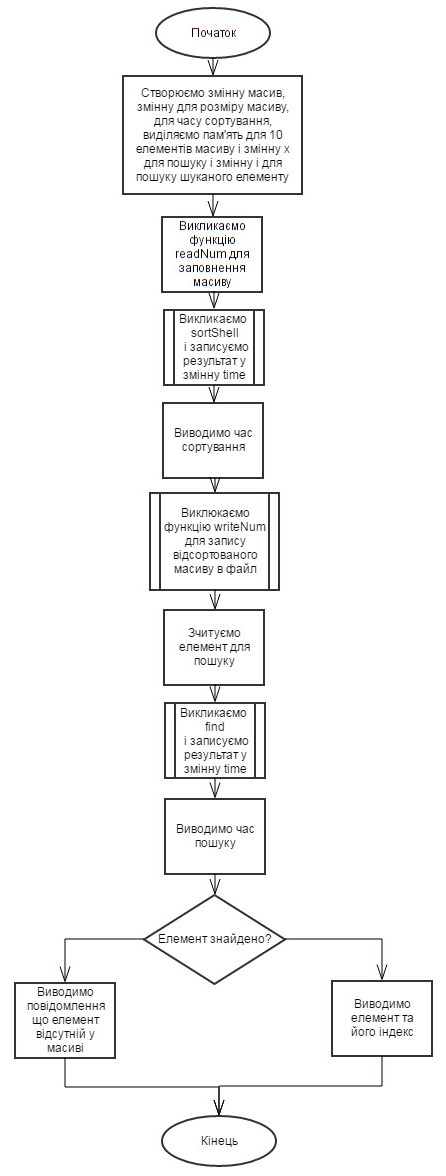 Початок
Створюємо змінну масив,
змінну для розміру масиву,
для часу сортування,
виділяємо пам'ять для 10
елементів масиву і змінну x
для пошуку і змінну і для
пошуку шуканого елементу
Викликаємо
функцію
readNum для
заповнення
масиву
Викликаємо
sortShell
і записуємо
результат у
змінну time
Виводимо час
сортування
Виклюкаємо
функцію writeNum
для запису
відсортованого
масиву в файл
Зчитуємо
елемент для
пошуку
Викликаємо
find
і записуємо
результат у
змінну time
Виводимо час
пошуку
Елемент знайдено?
Виводимо
повідомлення
що елемент
відсутній у
масиві
Виводимо
елемент та
його індекс
Кінець